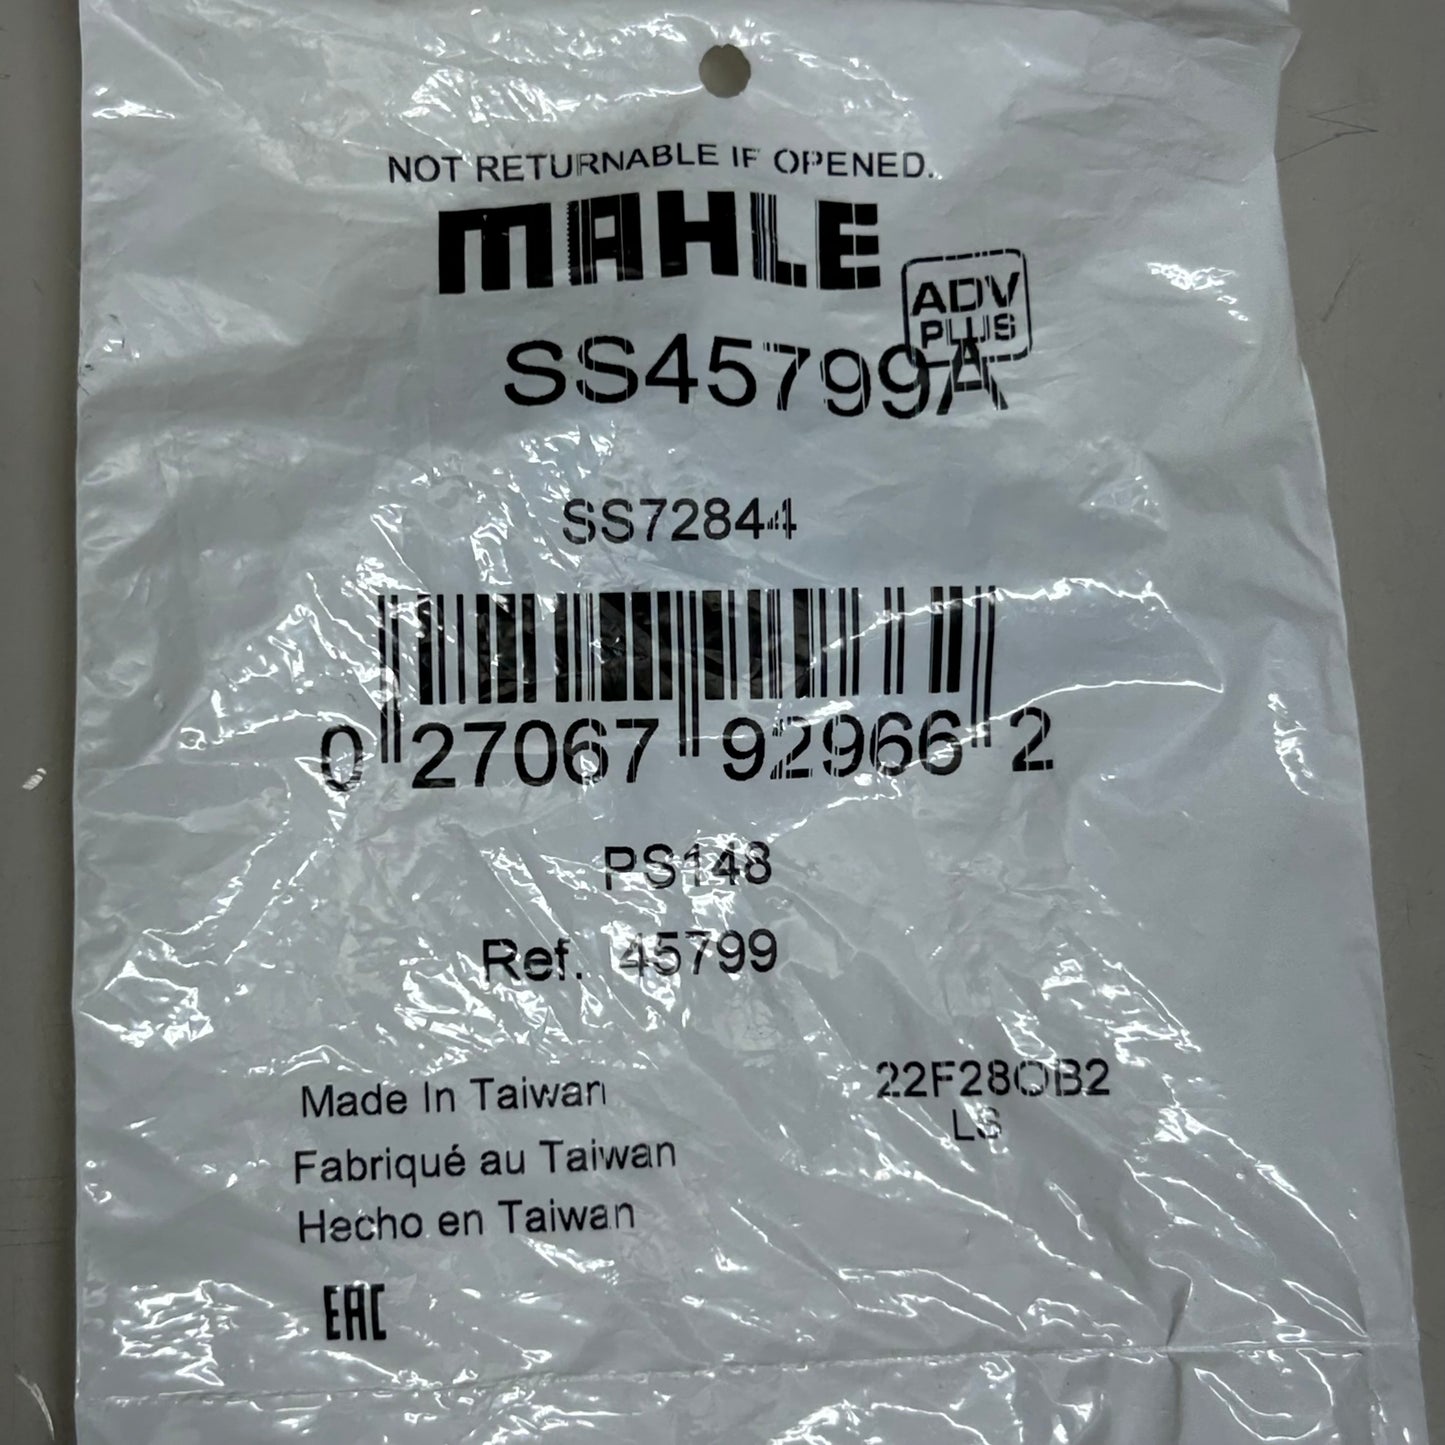 NOT RETURNABLE IF OPENED.
MAHLE
ADV
PLUS
SS45799A
SS72844
0 27067 92966 2
PS148
Ref. 45799
22F28OB2
LS
Made In Taiwan
Fabriqué au Taiwan
Hecho en Taiwan
EAC